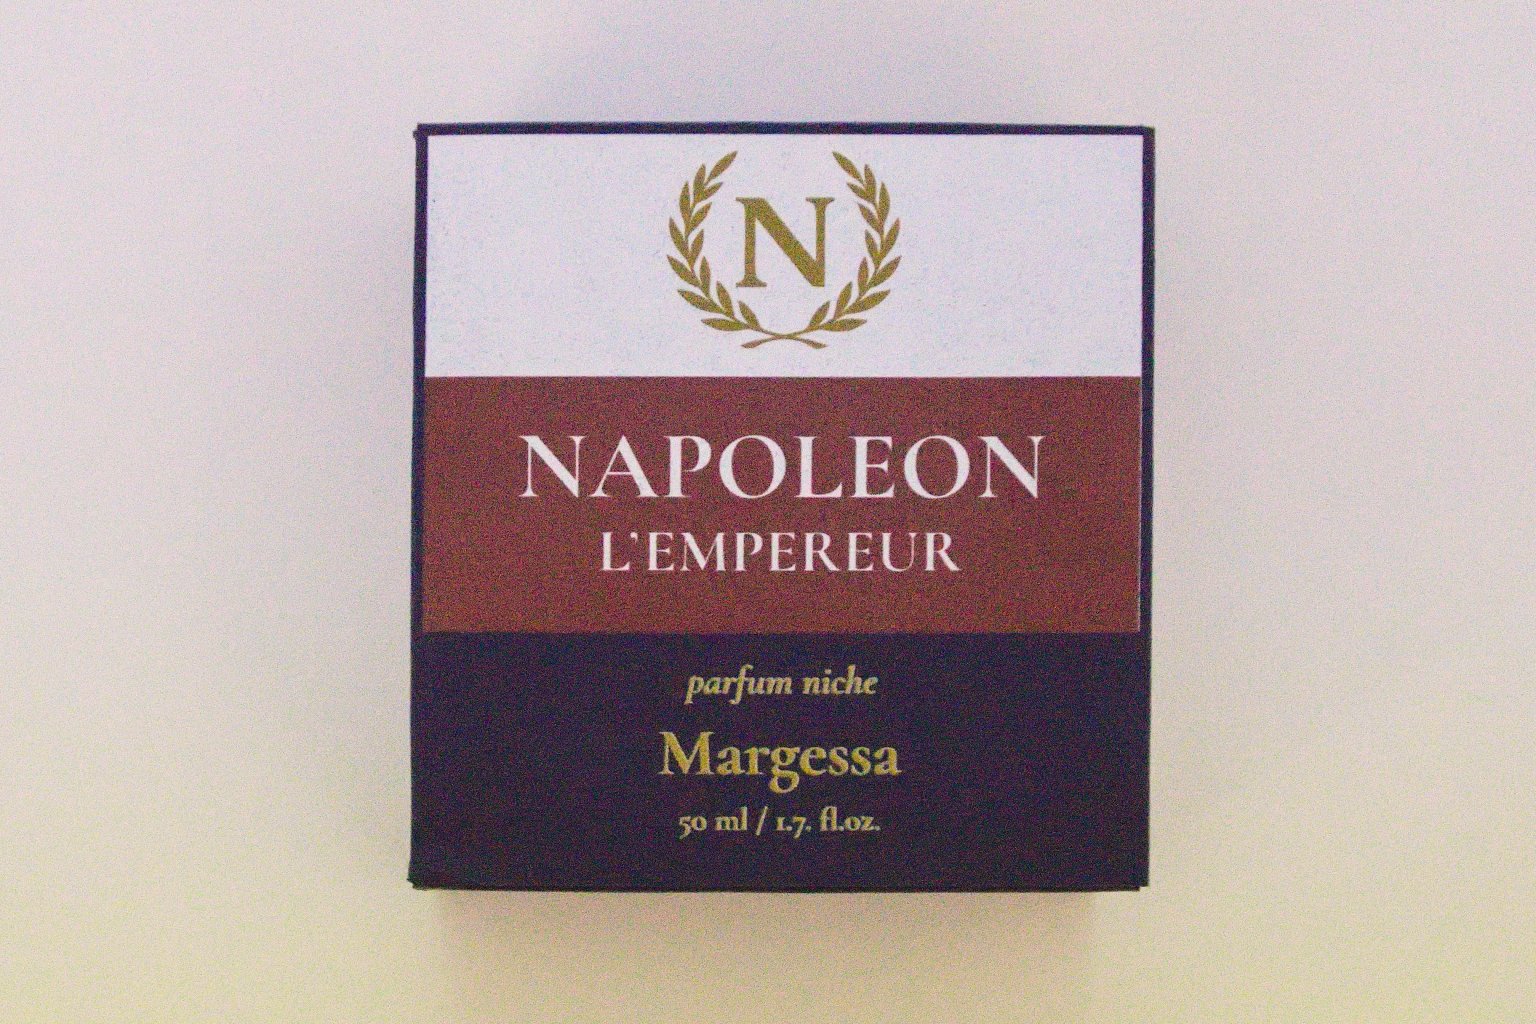 N
NAPOLEON
L'EMPEREUR
parfum niche
Margessa
50 ml / 1.7. fl.oz.